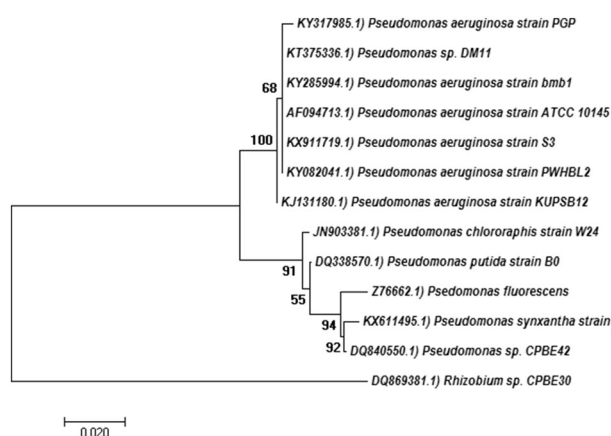 KY317985.1) Pseudomonas aeruginosa strain PGP
KT375336.1) Pseudomonas sp. DM11
68
KY285994.1) Pseudomonas aeruginosa strain bmb1
AF094713.1) Pseudomonas aeruginosa strain ATCC 10145
100
KX911719.1) Pseudomonas aeruginosa strain S3
KY082041.1) Pseudomonas aeruginosa strain PWHBL2
KJ131180.1) Pseudomonas aeruginosa strain KUPSB12
JN903381.1) Pseudomonas chlororaphis strain W24
91
DQ338570.1) Pseudomonas putida strain B0
55
Z76662.1) Psedomonas fluorescens
94
KX611495.1) Pseudomonas synxantha strain
92
DQ840550.1) Pseudomonas sp. CPBE42
DQ869381.1) Rhizobium sp. CPBE30
0.020